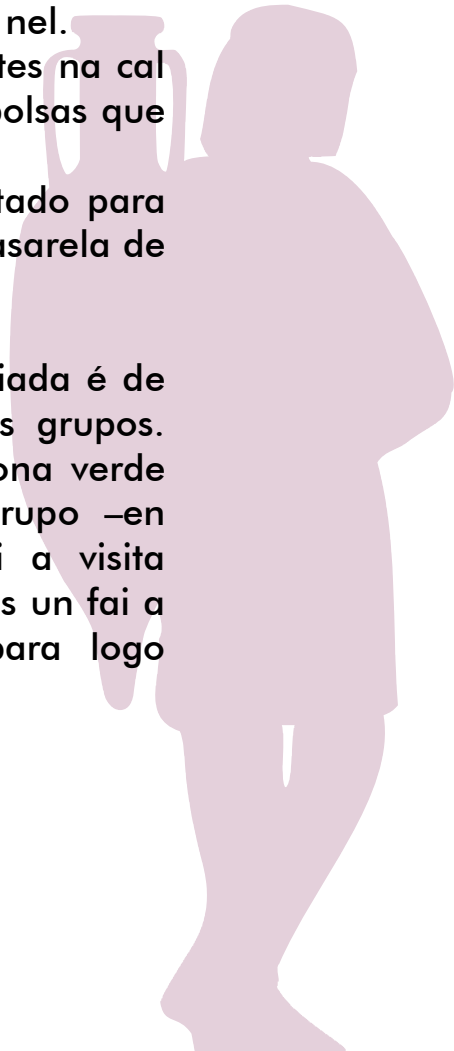 nel.
tes na cal
olsas que
tado para
asarela de
iada é de
s grupos.
ona verde
rupo –en
i a visita
s un fai a
para logo